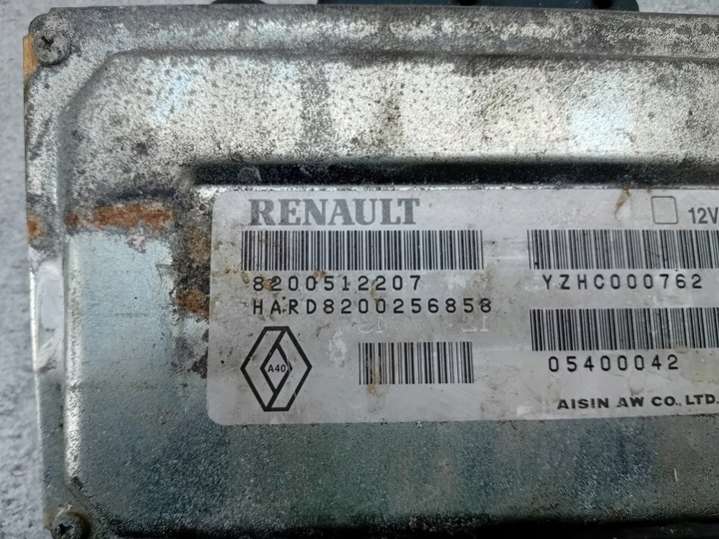 RENAULT
12V
8200512207
YZHC000762
HARD8200256858
A40
05400042
AISIN AW CO., LTD.